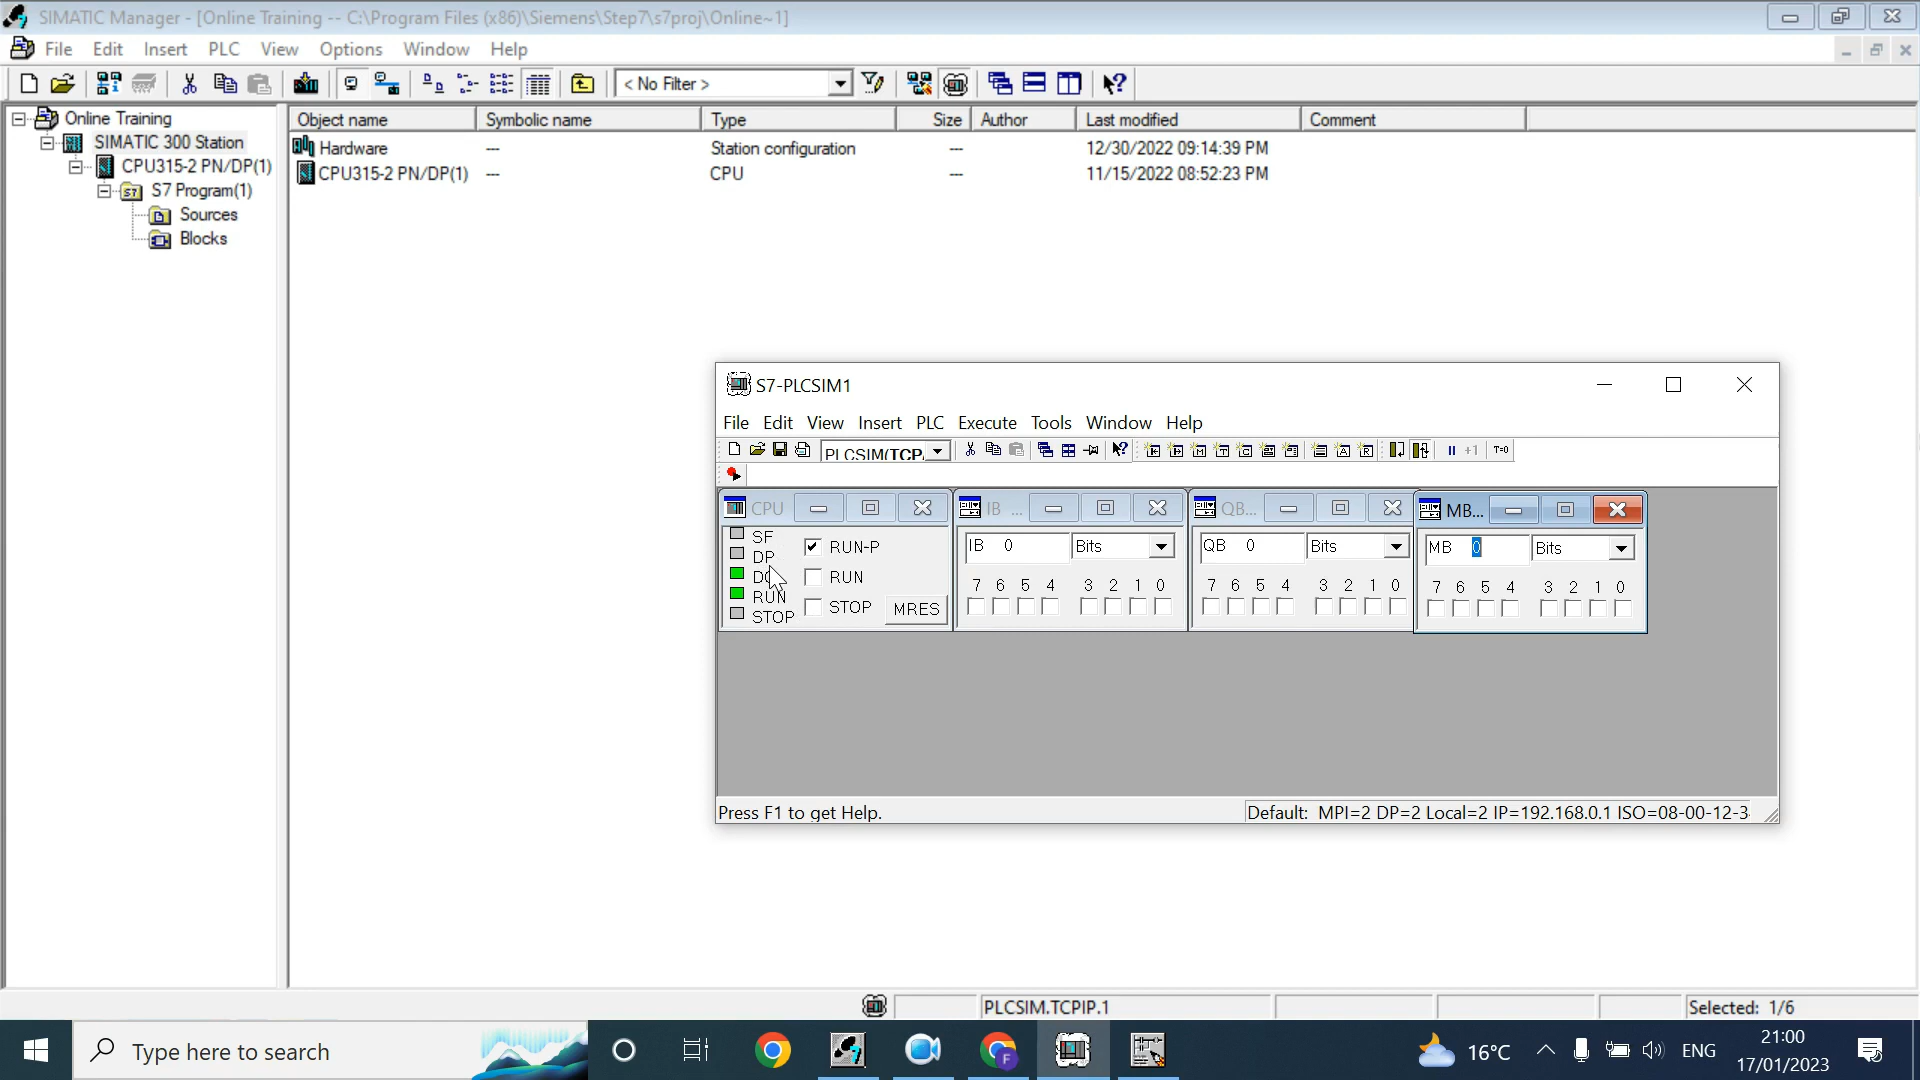 SIMATIC Manager - [Online Training -- C:\Program Files (x86)\Siemens\Step7\s7proj\Online~1]
File Edit Insert PLC View Options Window Help
< No Filter >
Online Training
SIMATIC 300 Station
CPU315-2 PN/DP(1)
S7 Program(1)
Sources
Blocks
Object name Symbolic name Type Size Author Last modified Comment
Hardware --- Station configuration --- 12/30/2022 09:14:39 PM
CPU315-2 PN/DP(1) --- CPU --- 11/15/2022 08:52:23 PM
S7-PLCSIM1
File Edit View Insert PLC Execute Tools Window Help
PLCSIM(TCP. +1 T=0
CPU IB ... QB... MB...
SF
DP
RUN
STOP
RUN-P
RUN
STOP MRES
IB 0 Bits
7 6 5 4 3 2 1 0
QB 0 Bits
7 6 5 4 3 2 1 0
MB 0 Bits
7 6 5 4 3 2 1 0
Press F1 to get Help.
Default: MPI=2 DP=2 Local=2 IP=192.168.0.1 ISO=08-00-12-3
PLCSIM.TCPIP.1
Selected: 1/6
Type here to search
16°C
ENG
21:00
17/01/2023